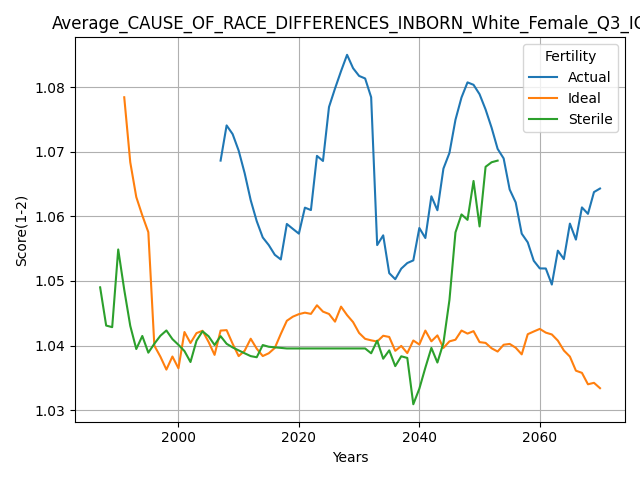 Average_CAUSE_OF_RACE_DIFFERENCES_INBORN_White_Female_Q3_IC
Fertility
Actual
Ideal
Sterile
Score(1-2)
1.08
1.07
1.06
1.05
1.04
1.03
2000 2020 2040 2060
Years